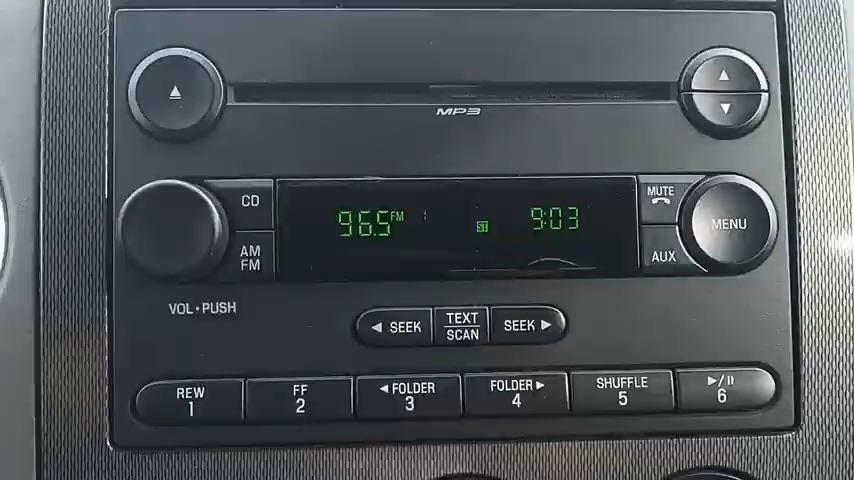 MP3
CD
96.5 FM 1 ST 9:03
MUTE
MENU
AM
FM
AUX
VOL • PUSH
◄ SEEK
TEXT
SCAN
SEEK ►
REW
1
FF
2
◄ FOLDER
3
FOLDER ►
4
SHUFFLE
5
►/II
6